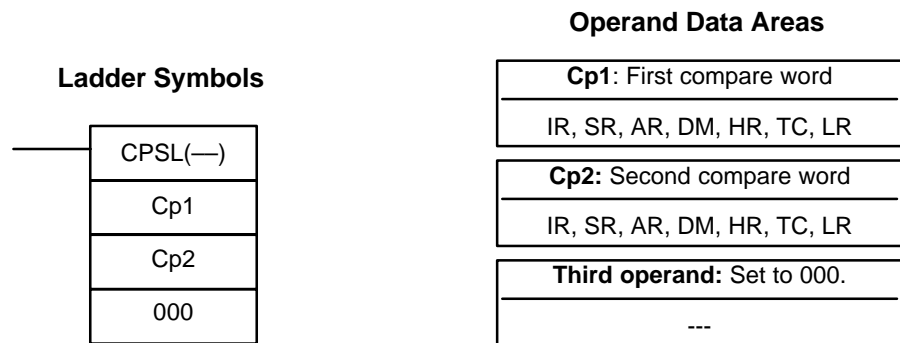 Ladder Symbols
CPSL(––)
Cp1
Cp2
000
Operand Data Areas
Cp1: First compare word
IR, SR, AR, DM, HR, TC, LR
Cp2: Second compare word
IR, SR, AR, DM, HR, TC, LR
Third operand: Set to 000.
---